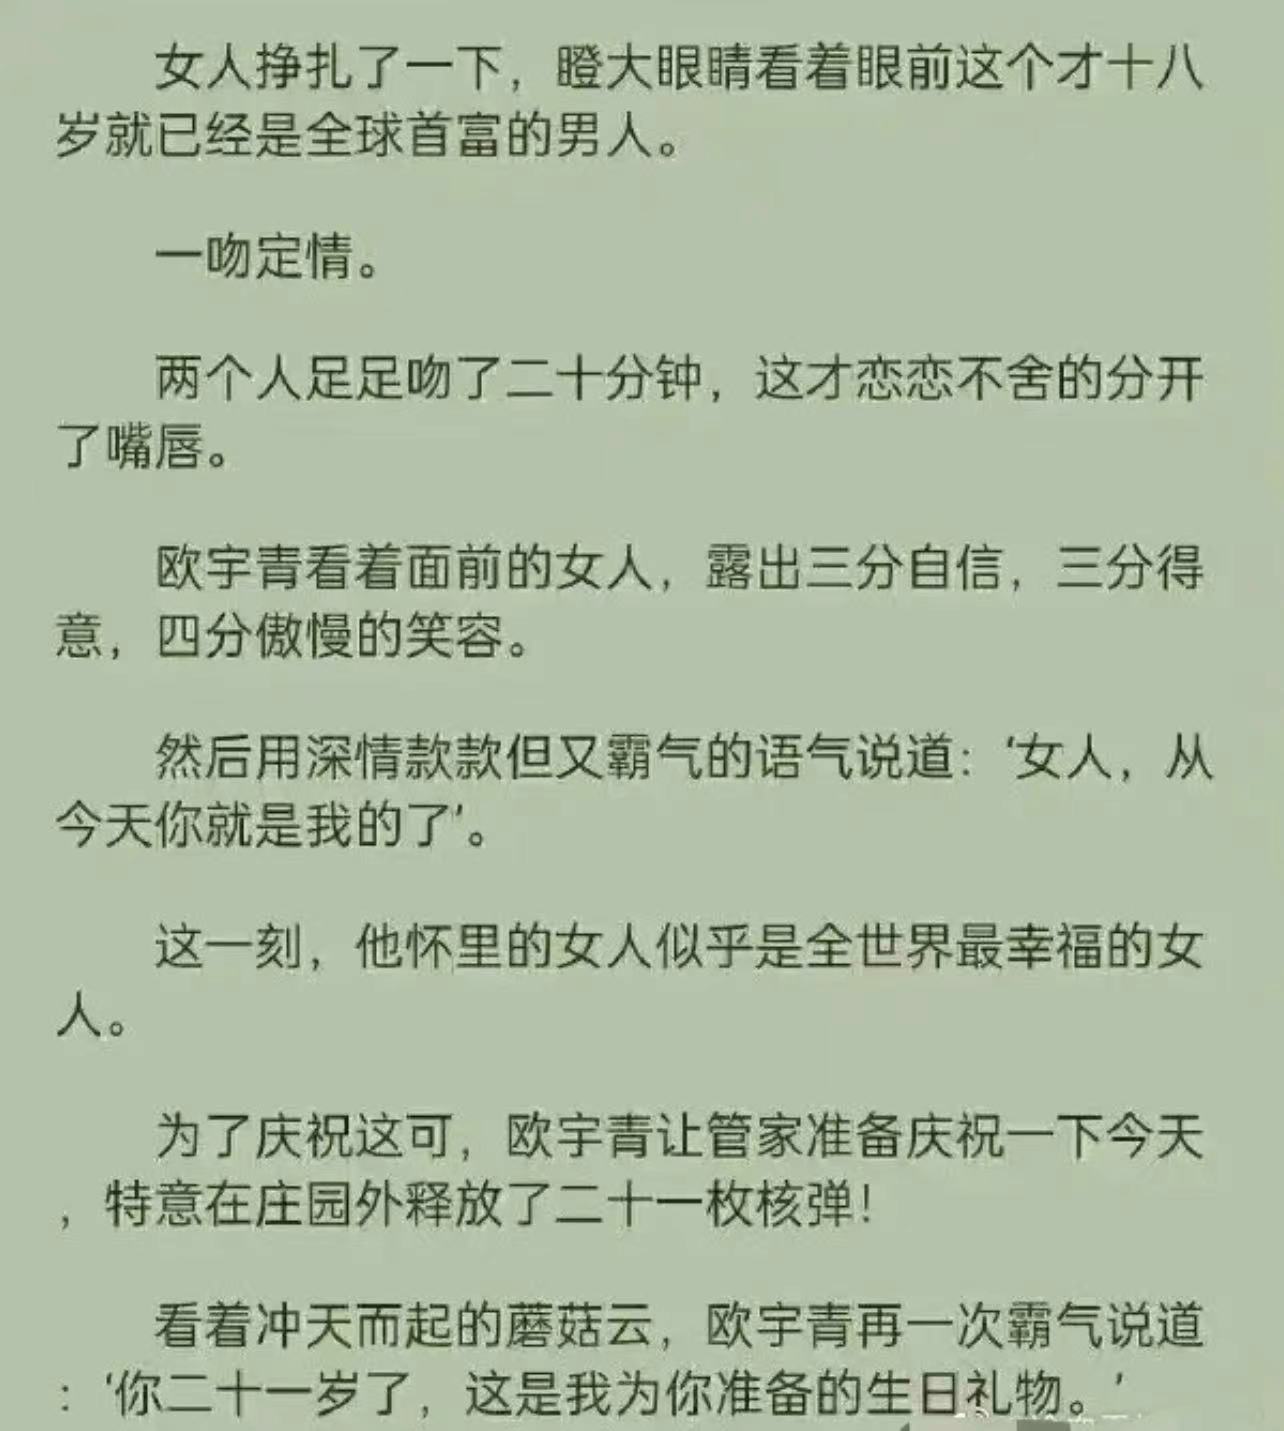 女人挣扎了一下，瞪大眼睛看着眼前这个才十八
岁就已经是全球首富的男人。
一吻定情。
两个人足足吻了二十分钟，这才恋恋不舍的分开
了嘴唇。
欧宇青看着面前的女人，露出三分自信，三分得
意，四分傲慢的笑容。
然后用深情款款但又霸气的语气说道：‘女人，从
今天你就是我的了’。
这一刻，他怀里的女人似乎是全世界最幸福的女
人。
为了庆祝这可，欧宇青让管家准备庆祝一下今天
，特意在庄园外释放了二十一枚核弹！
看着冲天而起的蘑菇云，欧宇青再一次霸气说道
：‘你二十一岁了，这是我为你准备的生日礼物。’